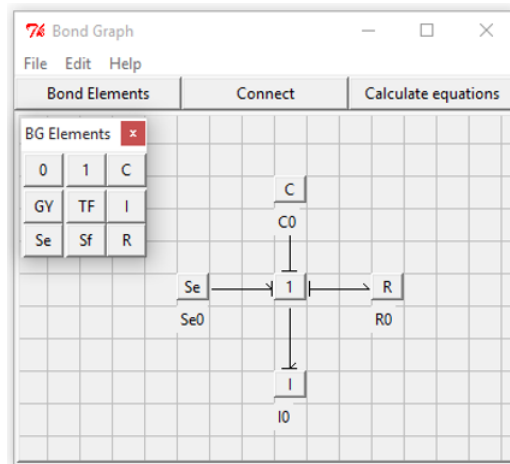 Bond Graph
File Edit Help
Bond Elements Connect Calculate equations
BG Elements x
0 1 C
GY TF I
Se Sf R
C
C0
Se 1 R
Se0 R0
I
I0